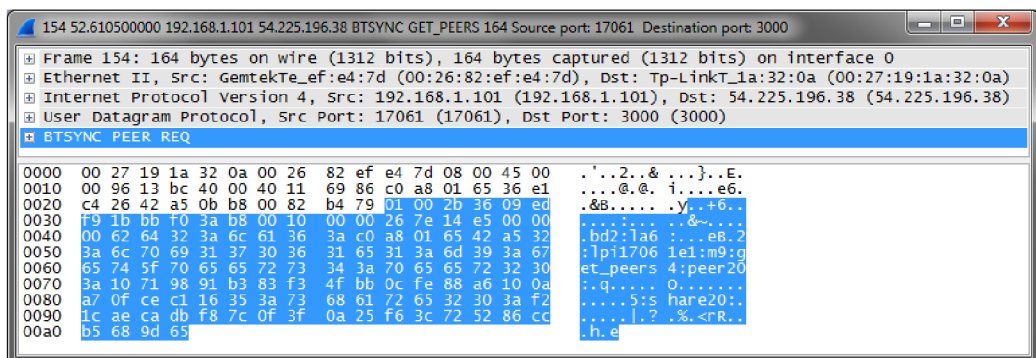 154 52.610500000 192.168.1.101 54.225.196.38 BTSYNC GET_PEERS 164 Source port: 17061 Destination port: 3000
Frame 154: 164 bytes on wire (1312 bits), 164 bytes captured (1312 bits) on interface 0
Ethernet II, Src: GemtekTe_ef:e4:7d (00:26:82:ef:e4:7d), Dst: Tp-LinkT_1a:32:0a (00:27:19:1a:32:0a)
Internet Protocol Version 4, Src: 192.168.1.101 (192.168.1.101), Dst: 54.225.196.38 (54.225.196.38)
User Datagram Protocol, Src Port: 17061 (17061), Dst Port: 3000 (3000)
BTSYNC PEER REQ
0000 00 27 19 1a 32 0a 00 26 82 ef e4 7d 08 00 45 00 .'..2..& ...}..E.
0010 00 96 13 bc 40 00 40 11 69 86 c0 a8 01 65 36 e1 ....@.@. i....e6.
0020 c4 26 42 a5 0b b8 00 82 b4 79 01 00 2b 36 09 ed .&B..... .y..+6..
0030 f9 1b bb f0 3a b8 00 10 00 00 26 7e 14 e5 00 00 ....:... ..&~....
0040 00 62 64 32 3a 6c 61 36 3a c0 a8 01 65 42 a5 32 .bd2:la6 :...eB.2
0050 3a 6c 70 69 31 37 30 36 31 65 31 3a 6d 39 3a 67 :lpi1706 1e1:m9:g
0060 65 74 5f 70 65 65 72 73 34 3a 70 65 65 72 32 30 et_peers 4:peer20
0070 3a 10 71 98 91 b3 83 f3 4f bb 0c fe 88 a6 10 0a :.q..... O.......
0080 a7 0f ce c1 16 35 3a 73 68 61 72 65 32 30 3a f2 .....5:s hare20:.
0090 1c ae ca db f8 7c 0f 3f 0a 25 f6 3c 72 52 86 cc .....|.? .%.<rR..
00a0 b5 68 9d 65 .h.e